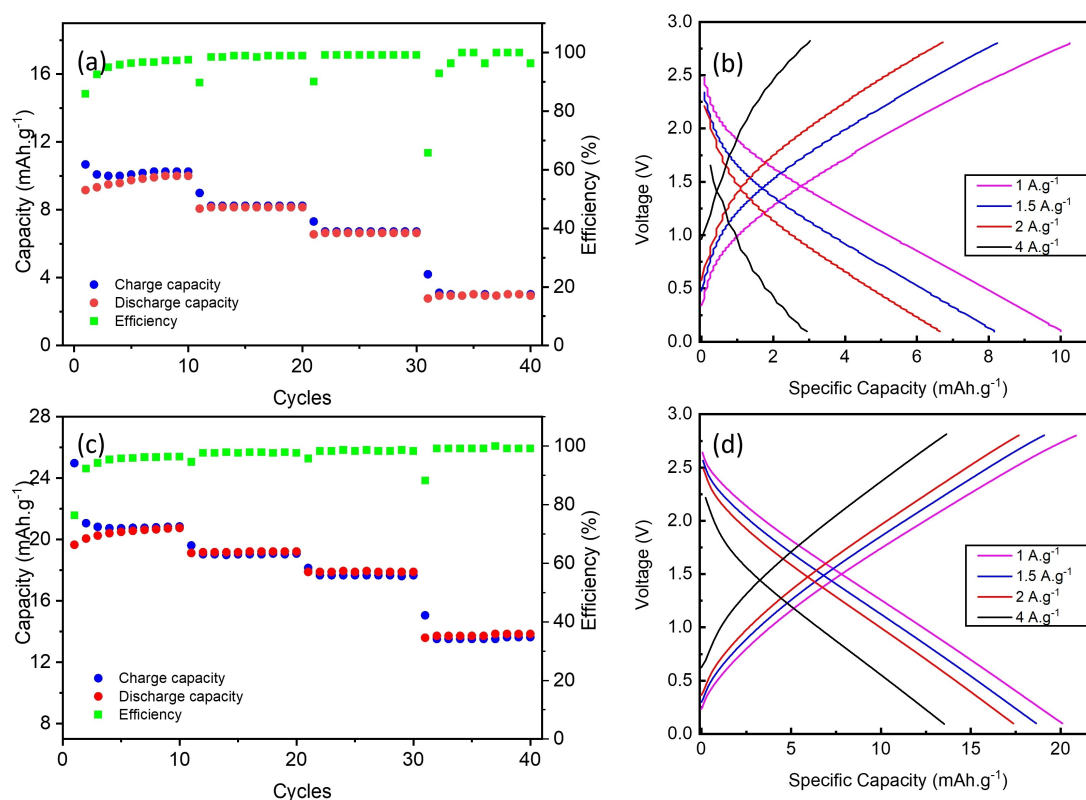 (a)
16
12
8
4
0
Capacity (mAh.g⁻¹)
100
80
60
40
20
0
Efficiency (%)
Charge capacity
Discharge capacity
Efficiency
0 10 20 30 40
Cycles
(b)
3.0
2.5
2.0
1.5
1.0
0.5
0.0
Voltage (V)
1 A.g⁻¹
1.5 A.g⁻¹
2 A.g⁻¹
4 A.g⁻¹
0 2 4 6 8 10
Specific Capacity (mAh.g⁻¹)
(c)
28
24
20
16
12
8
Capacity (mAh.g⁻¹)
100
80
60
40
20
0
Efficiency (%)
Charge capacity
Discharge capacity
Efficiency
0 10 20 30 40
Cycles
(d)
3.0
2.5
2.0
1.5
1.0
0.5
0.0
Voltage (V)
1 A.g⁻¹
1.5 A.g⁻¹
2 A.g⁻¹
4 A.g⁻¹
0 5 10 15 20
Specific Capacity (mAh.g⁻¹)